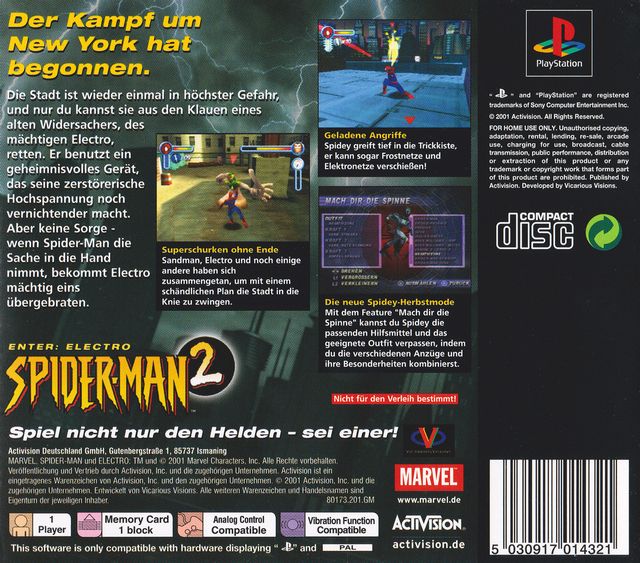 Der Kampf um
New York hat
begonnen.
Die Stadt ist wieder einmal in höchster Gefahr,
und nur du kannst sie aus den Klauen eines
alten Widersachers, des
mächtigen Electro,
retten. Er benutzt ein
geheimnisvolles Gerät,
das seine zerstörerische
Hochspannung noch
vernichtender macht.
Aber keine Sorge -
wenn Spider-Man die
Sache in die Hand
nimmt, bekommt Electro
mächtig eins
übergebraten.
Superschurken ohne Ende
Sandman, Electro und noch einige
andere haben sich
zusammengetan, um mit einem
schändlichen Plan die Stadt in die
Knie zu zwingen.
Geladene Angriffe
Spidey greift tief in die Trickkiste,
er kann sogar Frostnetze und
Elektronetze verschießen!
MACH DIR DIE SPINNE
OUTFIT
DREHEN
VERGRÖSSERN
VERKLEINERN
AUSWÄHLEN
ZURÜCK
Die neue Spidey-Herbstmode
Mit dem Feature "Mach dir die
Spinne" kannst du Spidey die
passenden Hilfsmittel und das
geeignete Outfit verpassen, indem
du die verschiedenen Anzüge und
ihre Besonderheiten kombinierst.
Nicht für den Verleih bestimmt!
ENTER: ELECTRO
SPIDER-MAN 2
TM
Spiel nicht nur den Helden - sei einer!
Activision Deutschland GmbH, Gutenbergstraße 1, 85737 Ismaning
MARVEL, SPIDER-MAN und ELECTRO: TM und © 2001 Marvel Characters, Inc. Alle Rechte vorbehalten.
Veröffentlichung und Vertrieb durch Activision, Inc. und die zugehörigen Unternehmen. Activision ist ein
eingetragenes Warenzeichen von Activision, Inc. und den zugehörigen Unternehmen. © 2001 Activision, Inc. und die
zugehörigen Unternehmen. Entwickelt von Vicarious Visions. Alle weiteren Warenzeichen und Handelsnamen sind
Eigentum der jeweiligen Inhaber.
80173.201.GM
1
Player
Memory Card
1 block
Analog Control
Compatible
Vibration Function
Compatible
This software is only compatible with hardware displaying " " and PAL
MARVEL
www.marvel.de
ACTIVISION
activision.de
PlayStation
" " and "PlayStation" are registered
trademarks of Sony Computer Entertainment Inc.
© 2001 Activision. All Rights Reserved.
FOR HOME USE ONLY. Unauthorised copying,
adaptation, rental, lending, re-sale, arcade
use, charging for use, broadcast, cable
transmission, public performance, distribution
or extraction of this product or any
trademark or copyright work that forms part
of this product are prohibited. Published by
Activision. Developed by Vicarious Visions.
COMPACT
disc
5 030917 014321